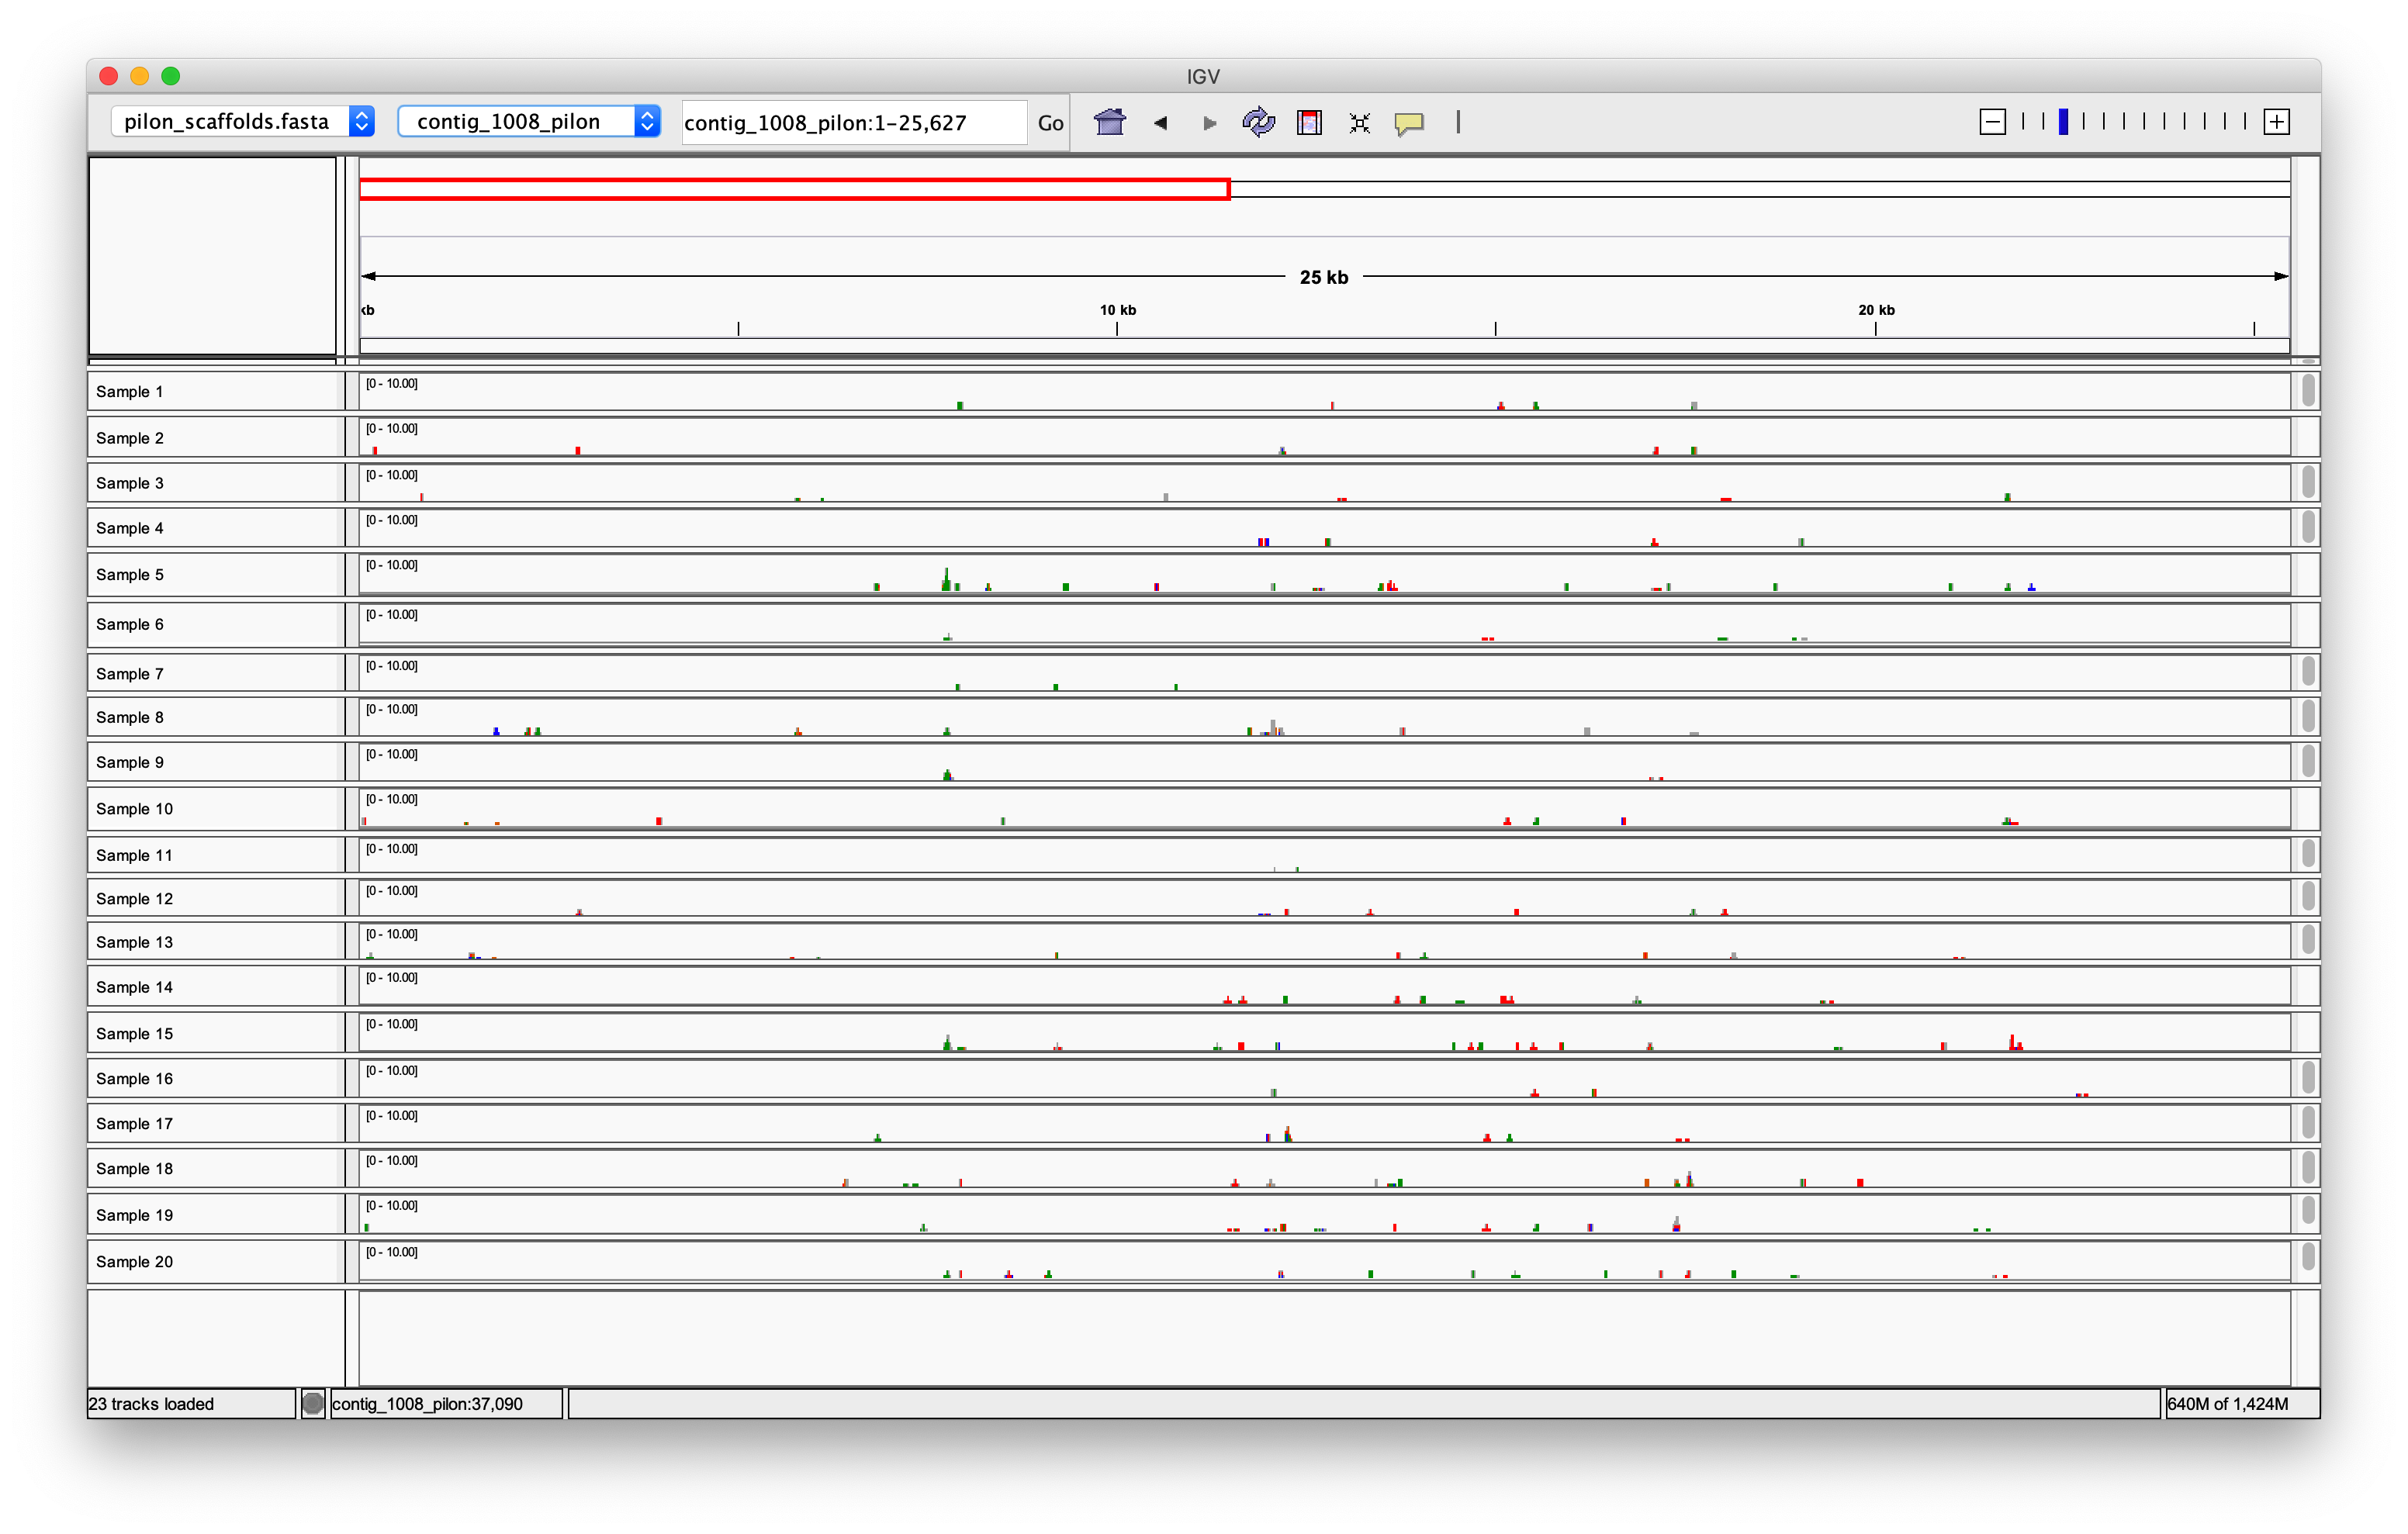 IGV
pilon_scaffolds.fasta contig_1008_pilon contig_1008_pilon:1-25,627 Go
25 kb
kb 10 kb 20 kb
Sample 1 [0 - 10.00]
Sample 2 [0 - 10.00]
Sample 3 [0 - 10.00]
Sample 4 [0 - 10.00]
Sample 5 [0 - 10.00]
Sample 6 [0 - 10.00]
Sample 7 [0 - 10.00]
Sample 8 [0 - 10.00]
Sample 9 [0 - 10.00]
Sample 10 [0 - 10.00]
Sample 11 [0 - 10.00]
Sample 12 [0 - 10.00]
Sample 13 [0 - 10.00]
Sample 14 [0 - 10.00]
Sample 15 [0 - 10.00]
Sample 16 [0 - 10.00]
Sample 17 [0 - 10.00]
Sample 18 [0 - 10.00]
Sample 19 [0 - 10.00]
Sample 20 [0 - 10.00]
23 tracks loaded contig_1008_pilon:37,090 640M of 1,424M